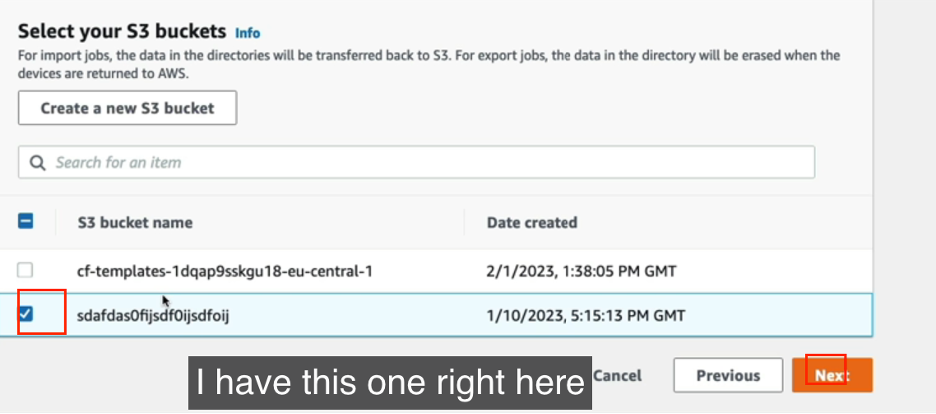 Select your S3 buckets Info
For import jobs, the data in the directories will be transferred back to S3. For export jobs, the data in the directory will be erased when the
devices are returned to AWS.
Create a new S3 bucket
Search for an item
S3 bucket name Date created
cf-templates-1dqap9sskgu18-eu-central-1 2/1/2023, 1:38:05 PM GMT
sdafdas0fijsdf0ijsdfoij 1/10/2023, 5:15:13 PM GMT
I have this one right here
Cancel Previous Next